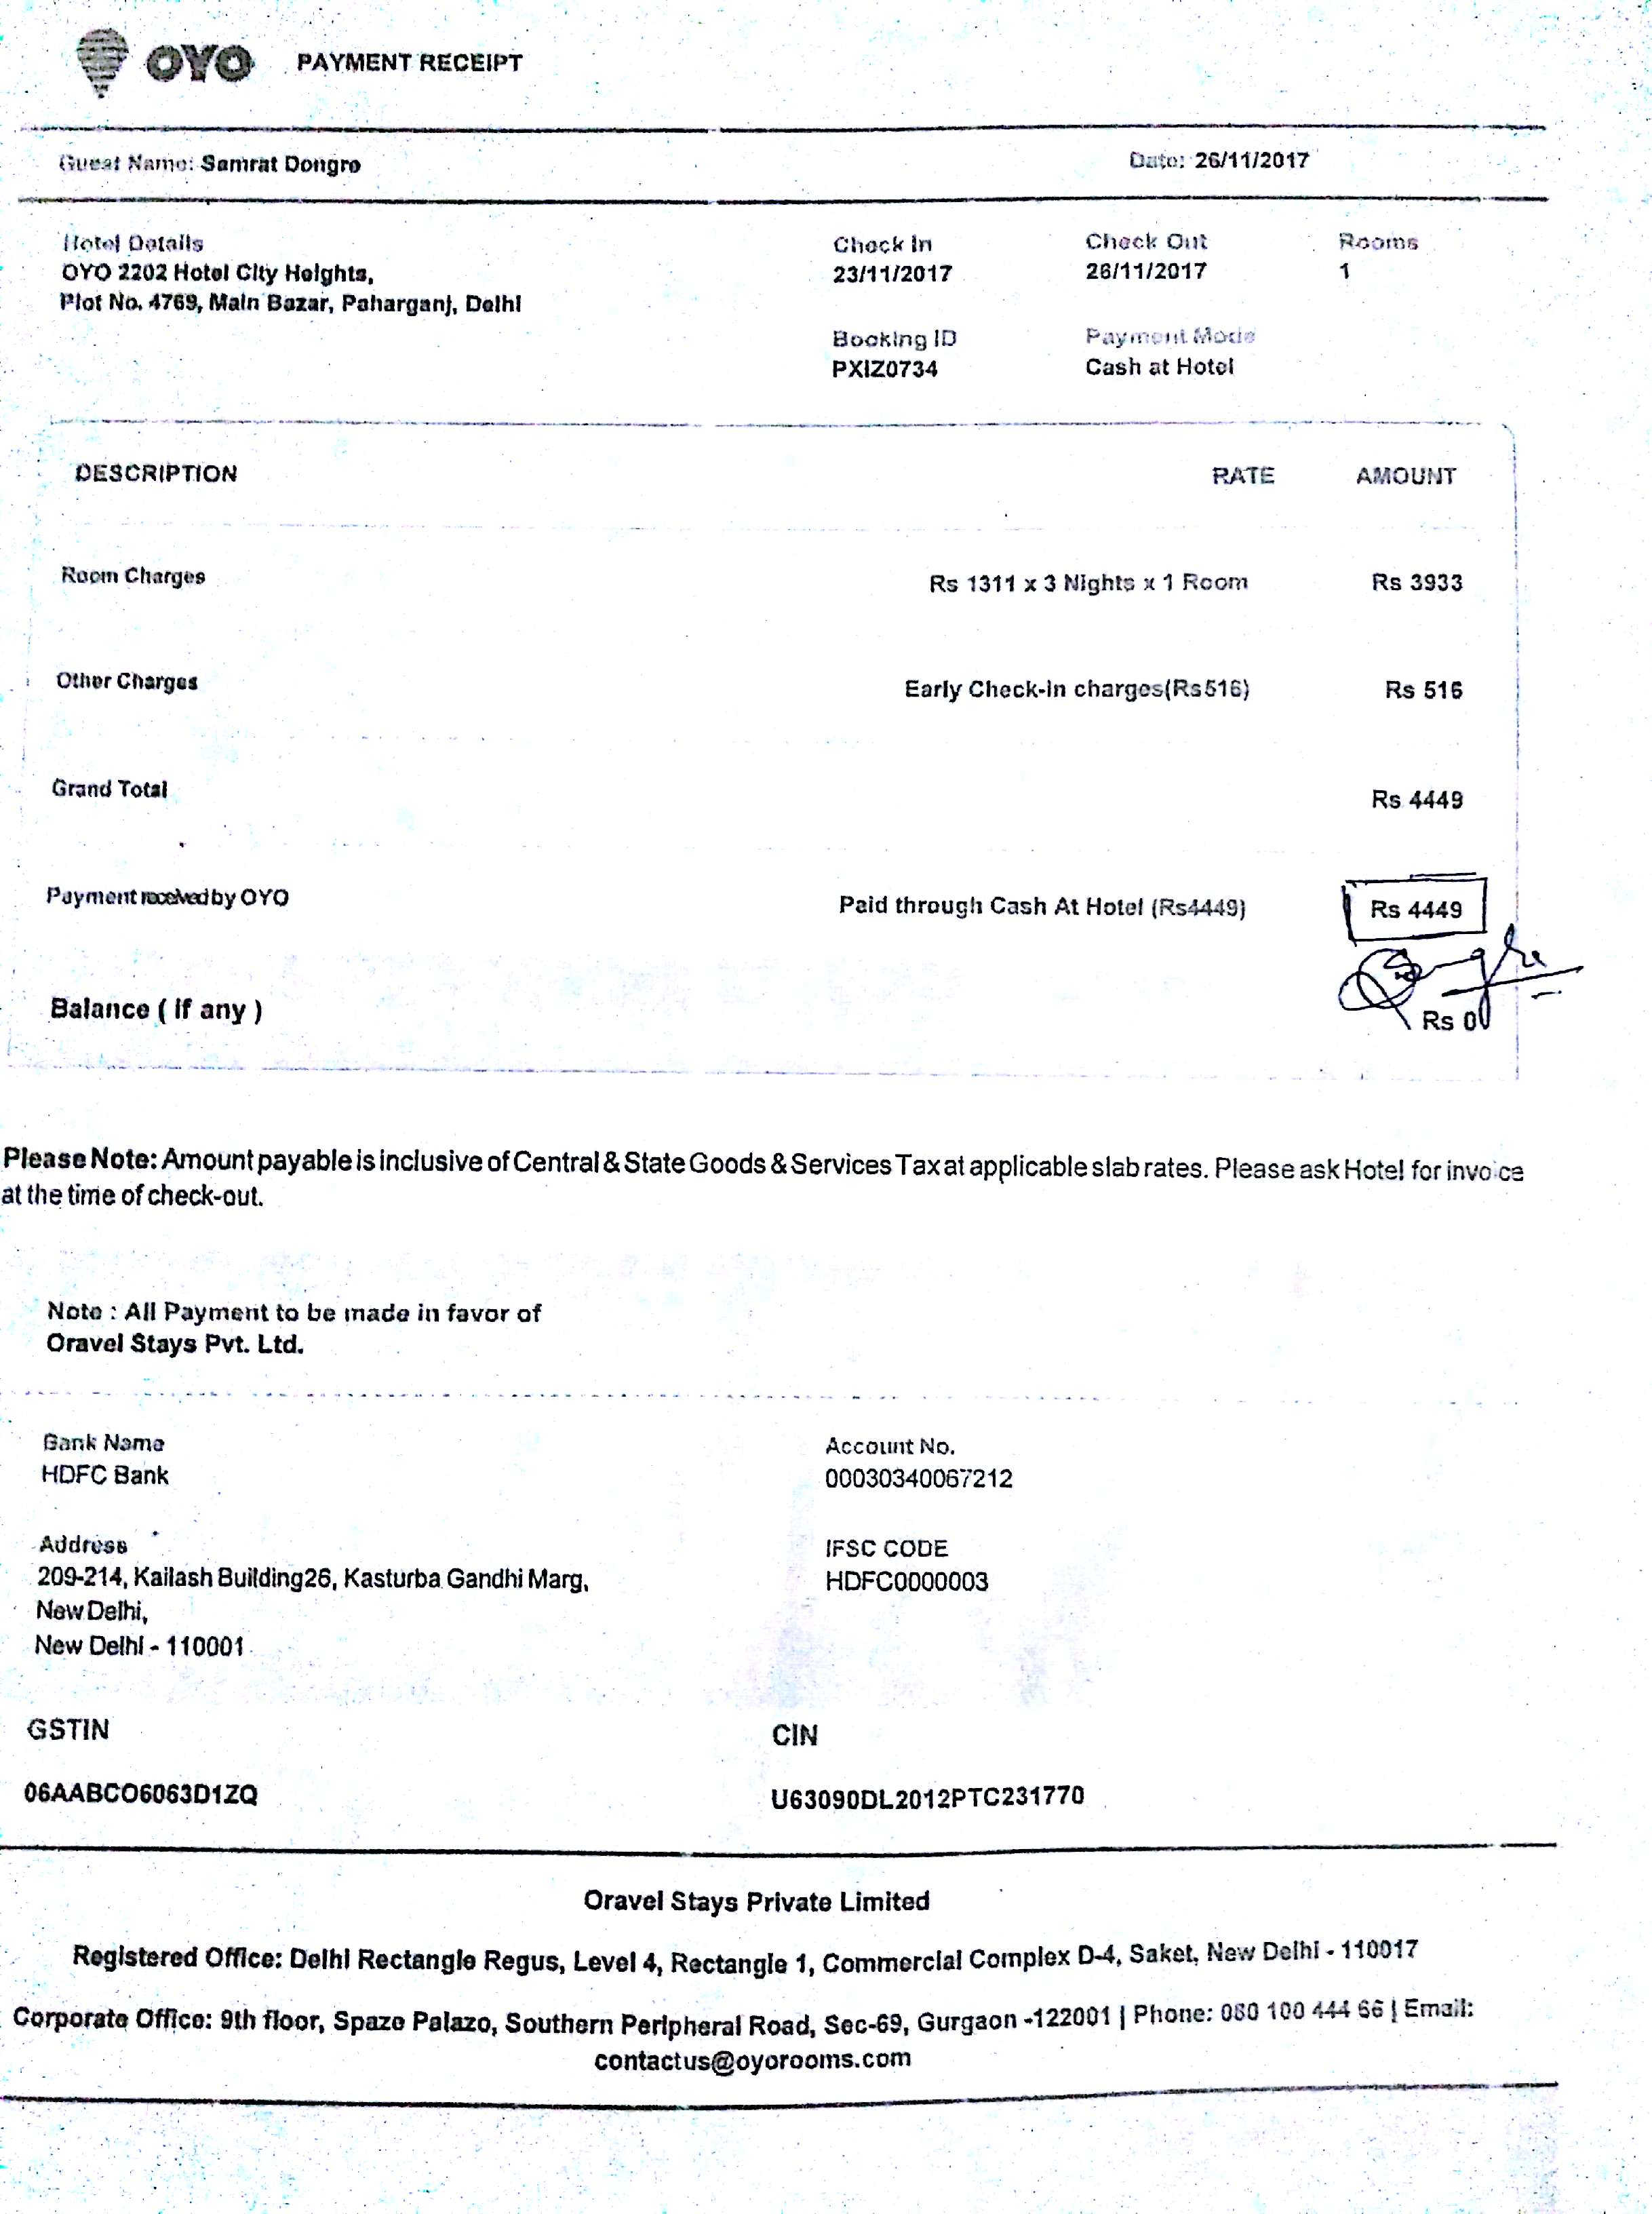 OYO PAYMENT RECEIPT
Guest Name: Samrat Dongre Date: 26/11/2017
Hotel Details Check In Check Out Rooms
OYO 2202 Hotel City Heights, 23/11/2017 26/11/2017 1
Plot No. 4769, Main Bazar, Paharganj, Delhi
Booking ID Payment Mode
PXIZ0734 Cash at Hotel
DESCRIPTION RATE AMOUNT
Room Charges Rs 1311 x 3 Nights x 1 Room Rs 3933
Other Charges Early Check-in charges(Rs516) Rs 516
Grand Total Rs 4449
Payment received by OYO Paid through Cash At Hotel (Rs4449) Rs 4449
Balance ( if any ) Rs 0
Please Note: Amount payable is inclusive of Central & State Goods & Services Tax at applicable slab rates. Please ask Hotel for invoice
at the time of check-out.
Note : All Payment to be made in favor of
Oravel Stays Pvt. Ltd.
Bank Name Account No.
HDFC Bank 00030340067212
Address IFSC CODE
209-214, Kailash Building26, Kasturba Gandhi Marg, HDFC0000003
New Delhi,
New Delhi - 110001
GSTIN CIN
06AABCO6063D1ZQ U63090DL2012PTC231770
Oravel Stays Private Limited
Registered Office: Delhi Rectangle Regus, Level 4, Rectangle 1, Commercial Complex D-4, Saket, New Delhi - 110017
Corporate Office: 9th floor, Spaze Palazo, Southern Peripheral Road, Sec-69, Gurgaon -122001 | Phone: 080 100 444 66 | Email:
contactus@oyorooms.com